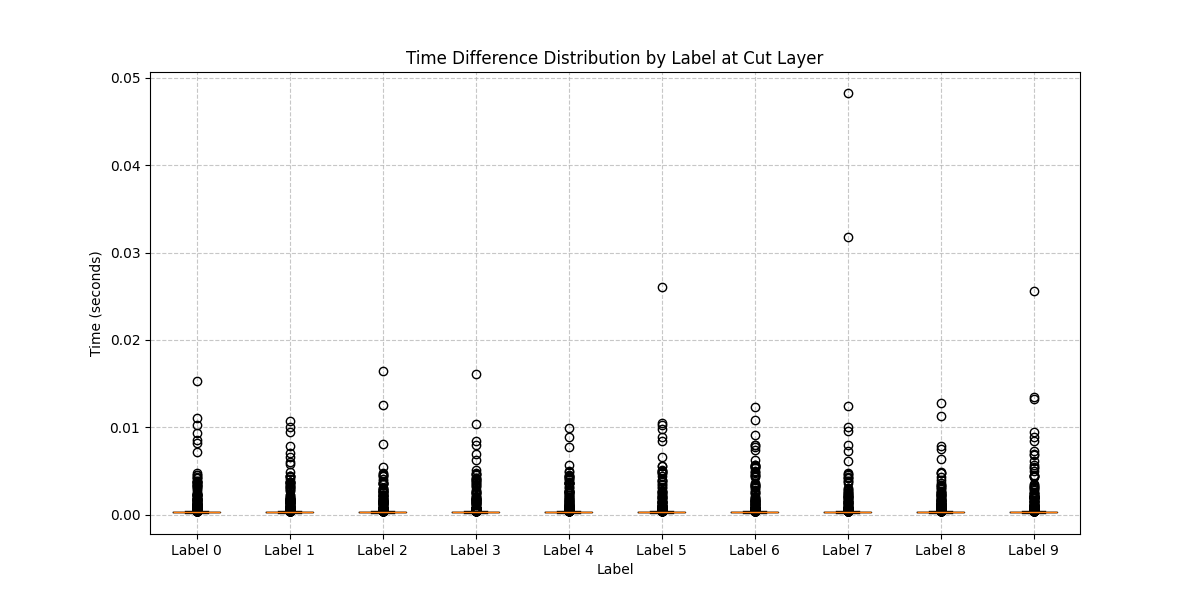 Time Difference Distribution by Label at Cut Layer
0.05
0.04
0.03
0.02
0.01
0.00
Time (seconds)
Label 0 Label 1 Label 2 Label 3 Label 4 Label 5 Label 6 Label 7 Label 8 Label 9
Label